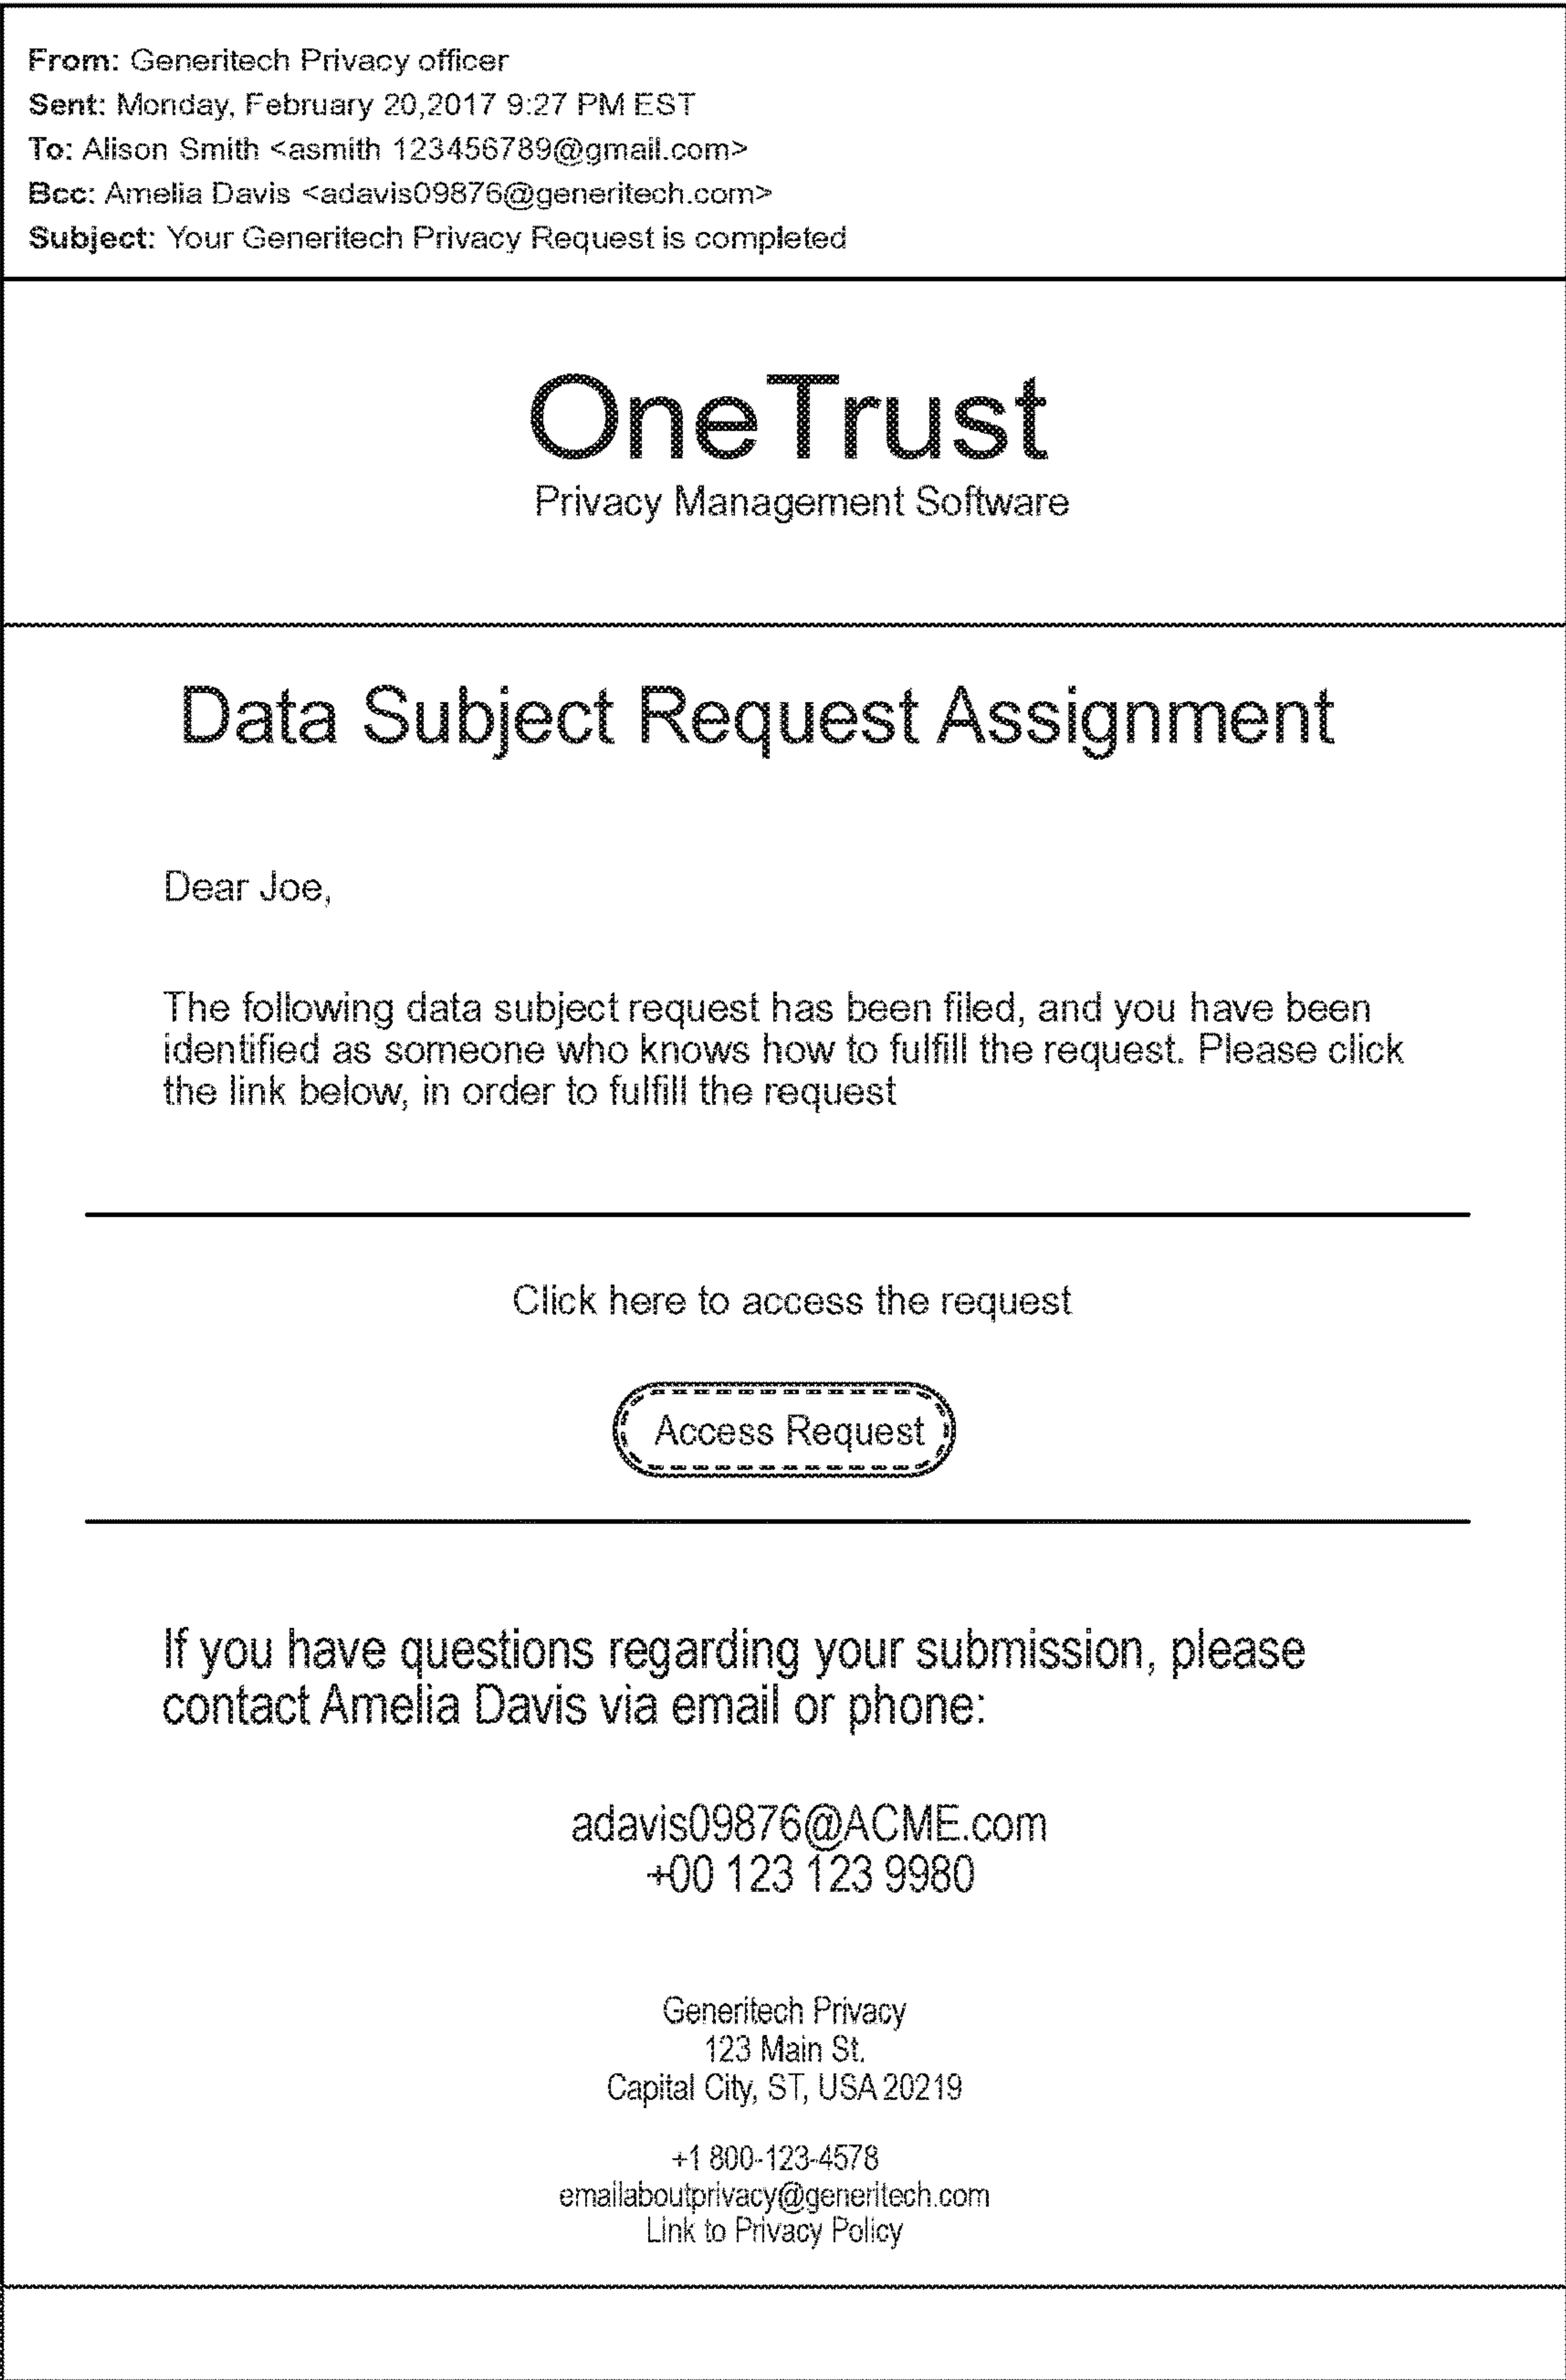 From: Generitech Privacy officer
Sent: Monday, February 20,2017 9:27 PM EST
To: Alison Smith <asmith 123456789@gmail.com>
Bcc: Amelia Davis <adavis09876@generitech.com>
Subject: Your Generitech Privacy Request is completed
OneTrust
Privacy Management Software
Data Subject Request Assignment
Dear Joe,
The following data subject request has been filed, and you have been
identified as someone who knows how to fulfill the request. Please click
the link below, in order to fulfill the request
Click here to access the request
Access Request
If you have questions regarding your submission, please
contact Amelia Davis via email or phone:
adavis09876@ACME.com
+00 123 123 9980
Generitech Privacy
123 Main St.
Capital City, ST, USA 20219
+1 800-123-4578
emailaboutprivacy@generitech.com
Link to Privacy Policy